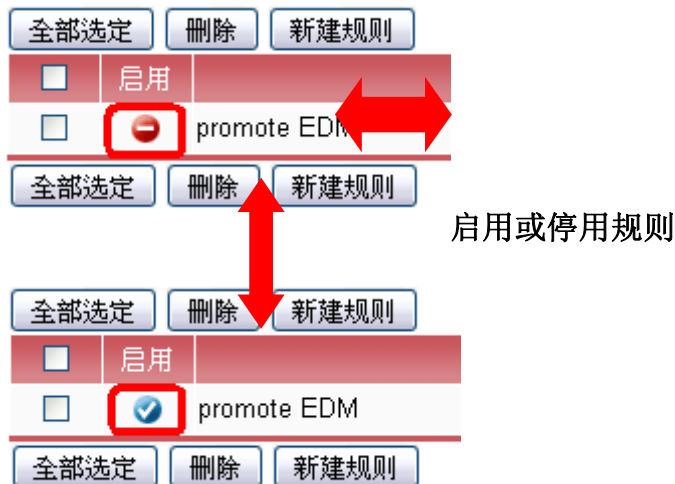 全部选定 删除 新建规则
启用
promote EDM
全部选定 删除 新建规则
启用或停用规则
全部选定 删除 新建规则
启用
promote EDM
全部选定 删除 新建规则